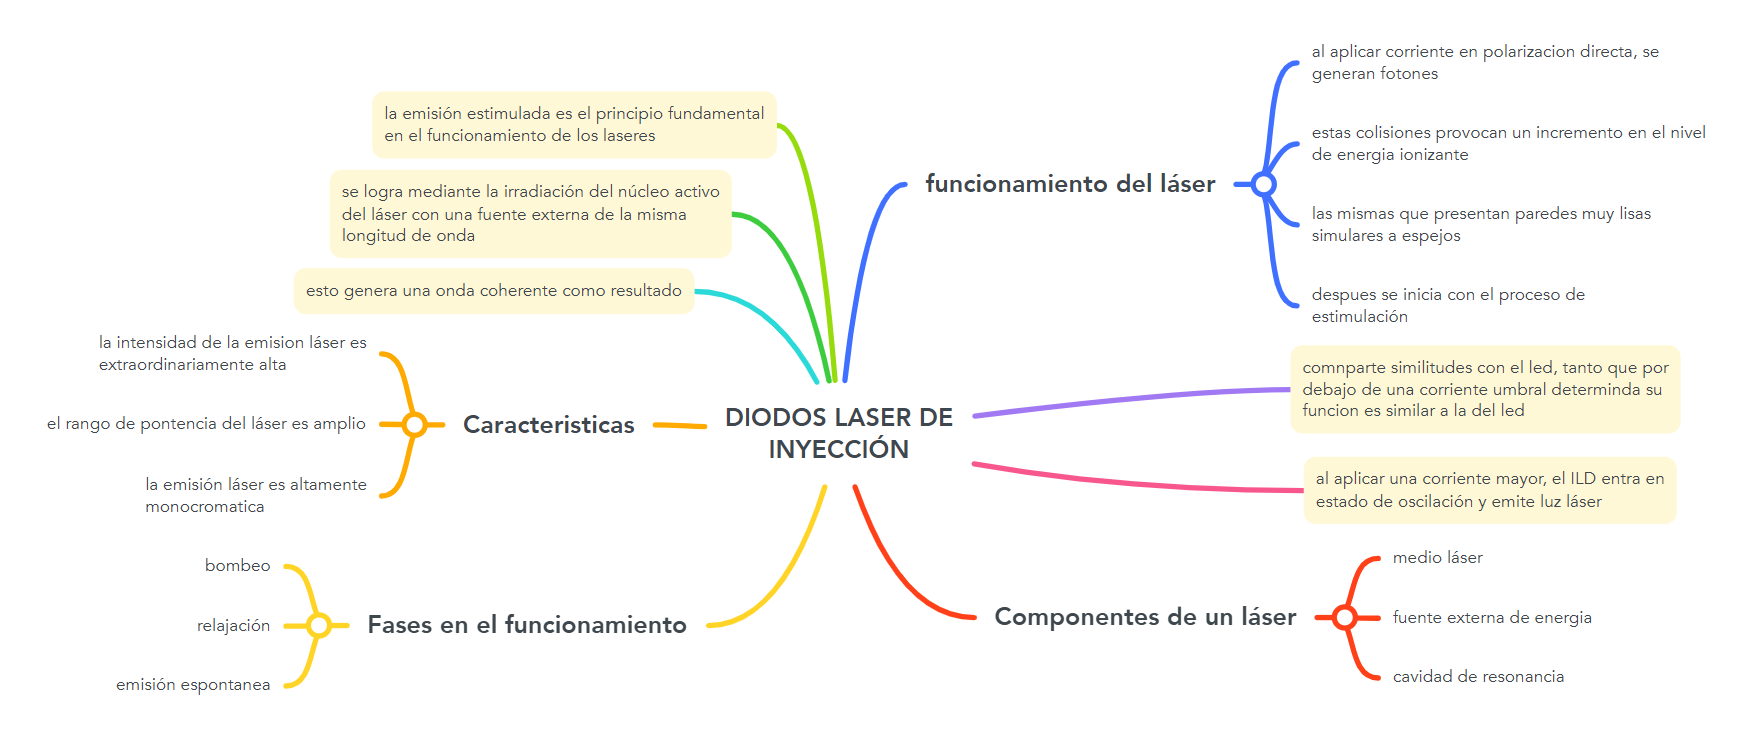 la emisión estimulada es el principio fundamental
en el funcionamiento de los laseres
se logra mediante la irradiación del núcleo activo
del láser con una fuente externa de la misma
longitud de onda
esto genera una onda coherente como resultado
la intensidad de la emision láser es
extraordinariamente alta
el rango de pontencia del láser es amplio
la emisión láser es altamente
monocromatica
Caracteristicas
bombeo
relajación
emisión espontanea
Fases en el funcionamiento
DIODOS LASER DE
INYECCIÓN
funcionamiento del láser
al aplicar corriente en polarizacion directa, se
generan fotones
estas colisiones provocan un incremento en el nivel
de energia ionizante
las mismas que presentan paredes muy lisas
simulares a espejos
despues se inicia con el proceso de
estimulación
comnparte similitudes con el led, tanto que por
debajo de una corriente umbral determinda su
funcion es similar a la del led
al aplicar una corriente mayor, el ILD entra en
estado de oscilación y emite luz láser
Componentes de un láser
medio láser
fuente externa de energia
cavidad de resonancia